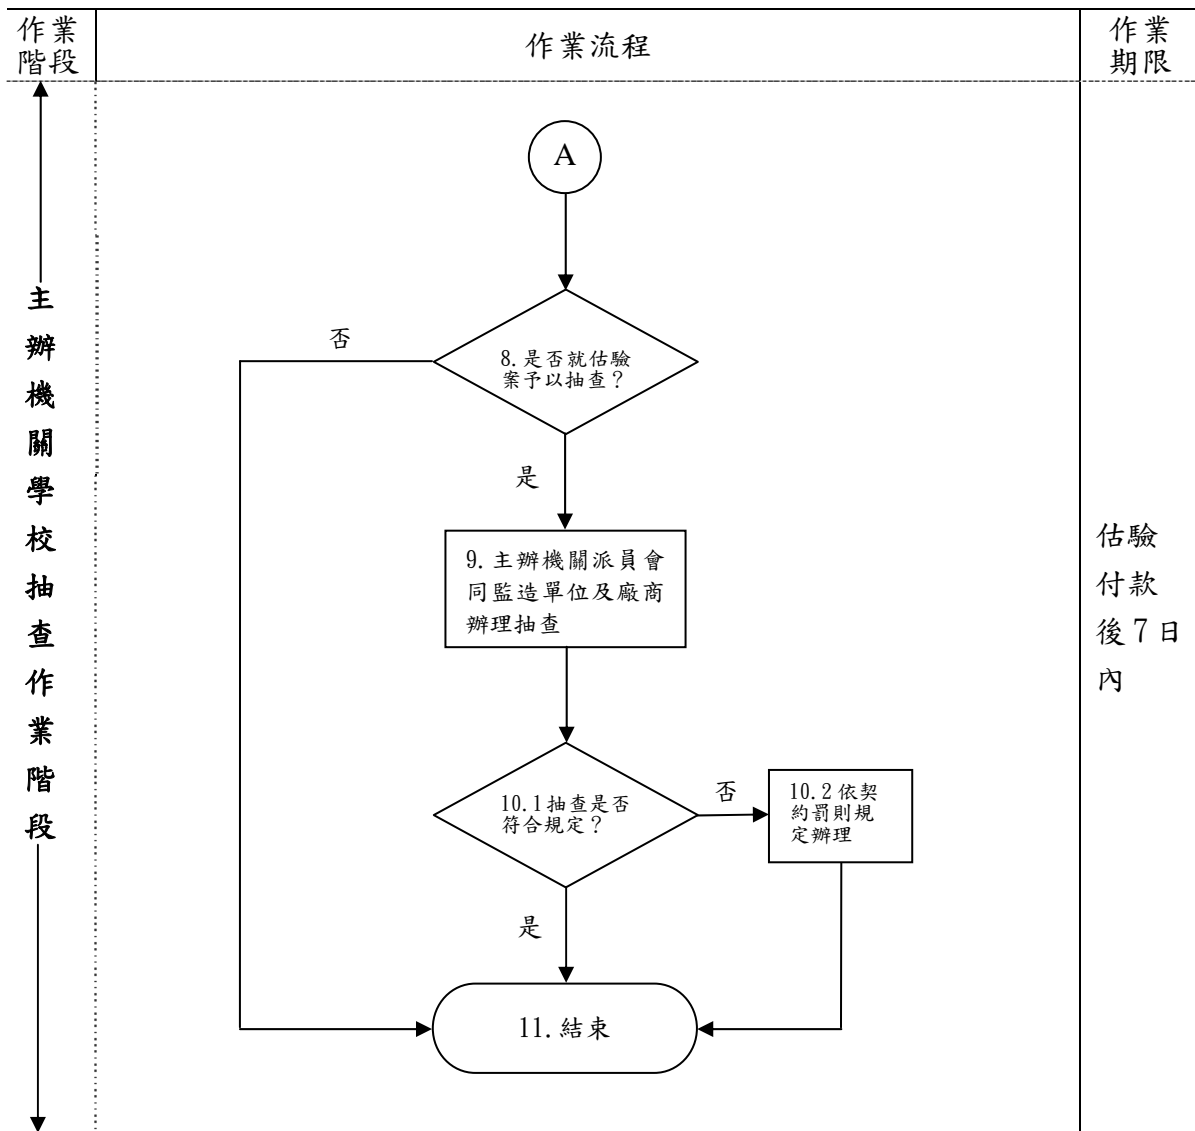 作業
階段
作業流程
作業
期限
A
8.是否就估驗
案予以抽查？
否
是
9.主辦機關派員會
同監造單位及廠商
辦理抽查
10.1抽查是否
符合規定？
否
10.2依契
約罰則規
定辦理
是
11.結束
主辦機關學校抽查作業階段
估驗
付款
後7日
內